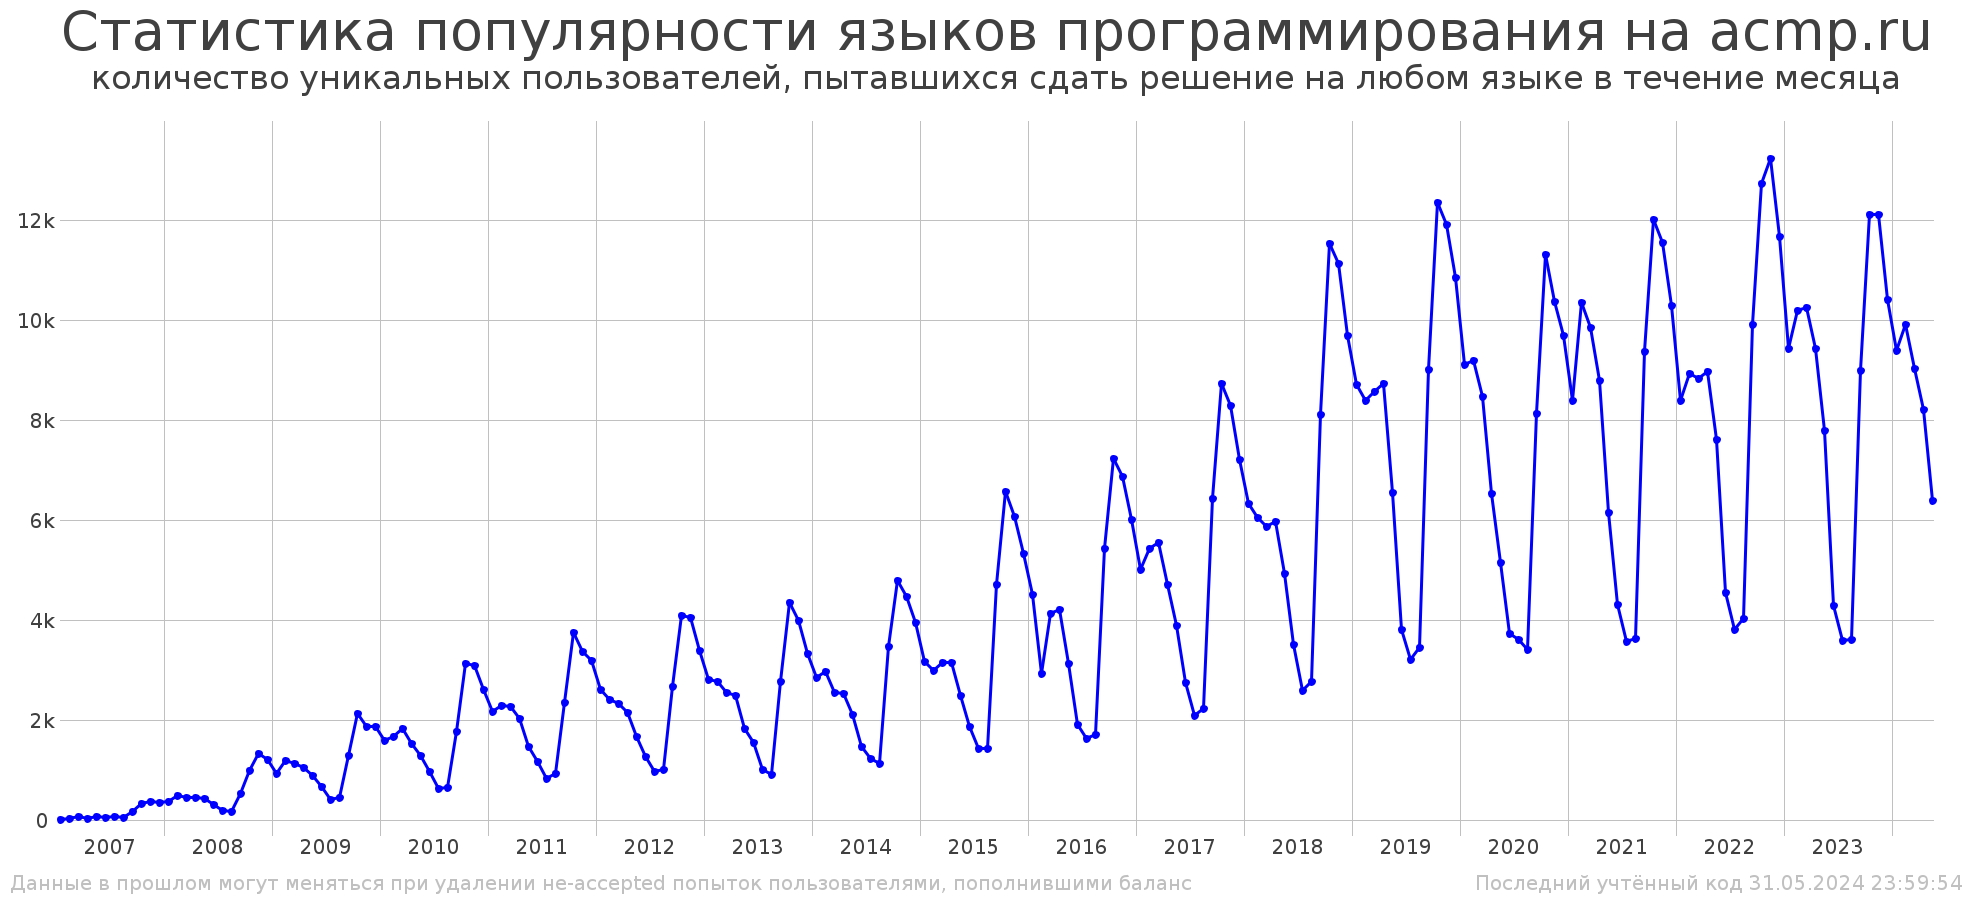 Статистика популярности языков программирования на acmp.ru
количество уникальных пользователей, пытавшихся сдать решение на любом языке в течение месяца
12k
10k
8k
6k
4k
2k
0
2007 2008 2009 2010 2011 2012 2013 2014 2015 2016 2017 2018 2019 2020 2021 2022 2023
Данные в прошлом могут меняться при удалении не-accepted попыток пользователями, пополнившими баланс
Последний учтённый код 31.05.2024 23:59:54